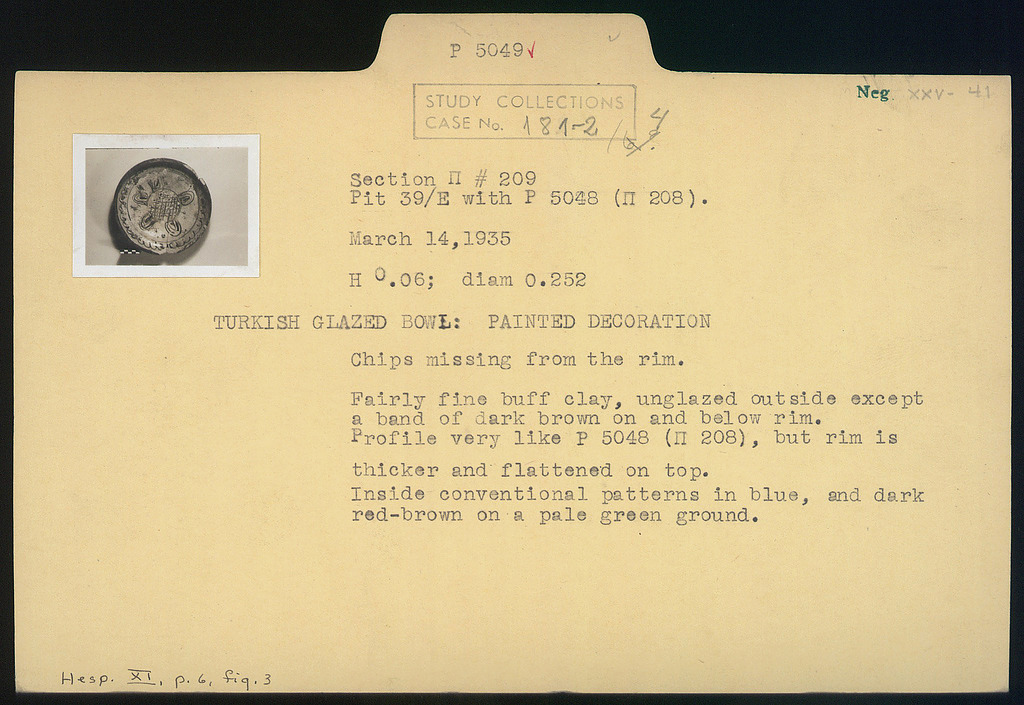 P 5049✓
Neg XXV- 41
STUDY COLLECTIONS
CASE No. 181-2
Section Π # 209
Pit 39/E with P 5048 (Π 208).
March 14,1935
H 0.06; diam 0.252
TURKISH GLAZED BOWL: PAINTED DECORATION
Chips missing from the rim.
Fairly fine buff clay, unglazed outside except
a band of dark brown on and below rim.
Profile very like P 5048 (Π 208), but rim is
thicker and flattened on top.
Inside conventional patterns in blue, and dark
red-brown on a pale green ground.
Hesp. XI, p. 6, fig. 3